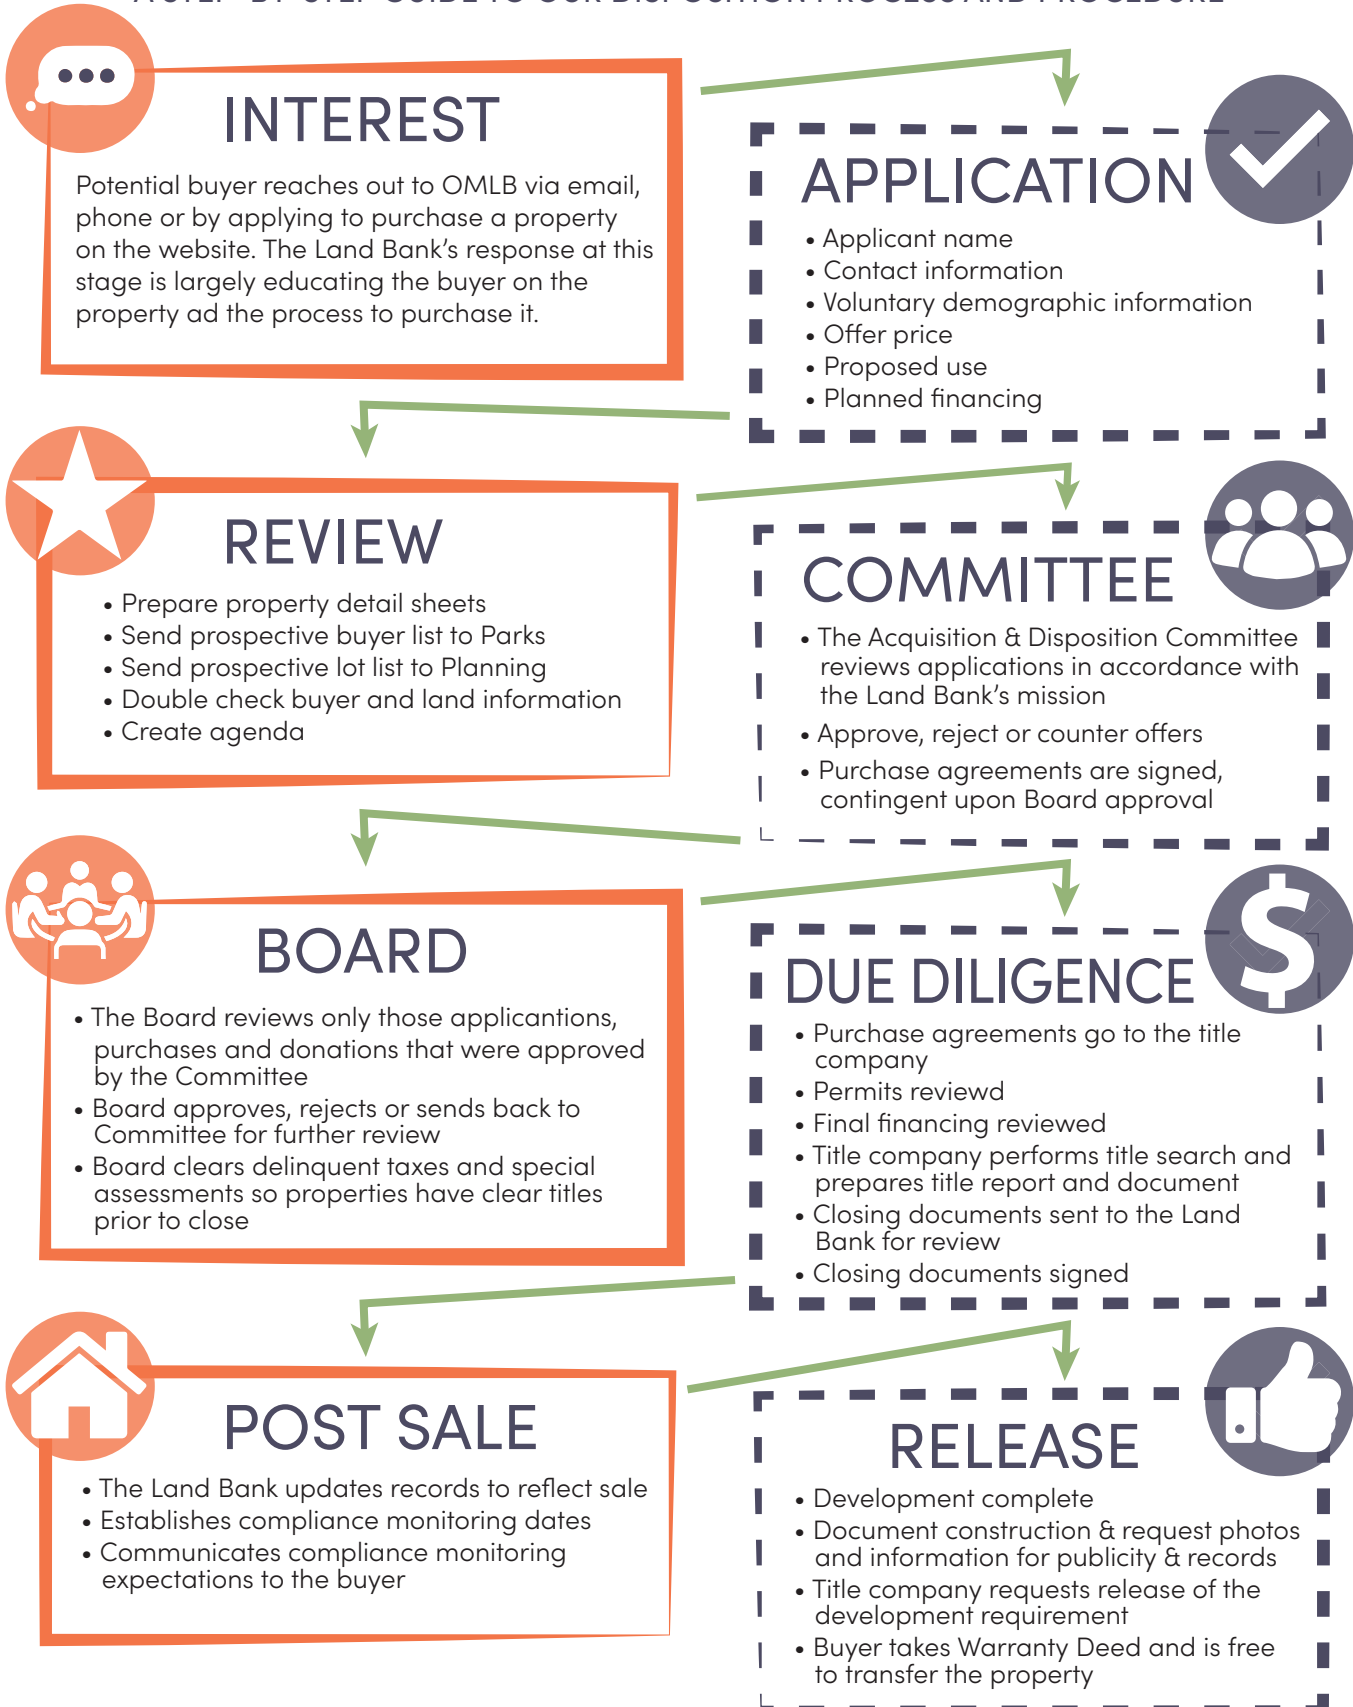 A STEP-BY-STEP GUIDE TO OUR DISPOSITION PROCESS AND PROCEDURE
INTEREST
Potential buyer reaches out to OMLB via email,
phone or by applying to purchase a property
on the website. The Land Bank's response at this
stage is largely educating the buyer on the
property ad the process to purchase it.
APPLICATION
• Applicant name
• Contact information
• Voluntary demographic information
• Offer price
• Proposed use
• Planned financing
REVIEW
• Prepare property detail sheets
• Send prospective buyer list to Parks
• Send prospective lot list to Planning
• Double check buyer and land information
• Create agenda
COMMITTEE
• The Acquisition & Disposition Committee
reviews applications in accordance with
the Land Bank's mission
• Approve, reject or counter offers
• Purchase agreements are signed,
contingent upon Board approval
BOARD
• The Board reviews only those applicantions,
purchases and donations that were approved
by the Committee
• Board approves, rejects or sends back to
Committee for further review
• Board clears delinquent taxes and special
assessments so properties have clear titles
prior to close
DUE DILIGENCE
• Purchase agreements go to the title
company
• Permits reviewd
• Final financing reviewed
• Title company performs title search and
prepares title report and document
• Closing documents sent to the Land
Bank for review
• Closing documents signed
POST SALE
• The Land Bank updates records to reflect sale
• Establishes compliance monitoring dates
• Communicates compliance monitoring
expectations to the buyer
RELEASE
• Development complete
• Document construction & request photos
and information for publicity & records
• Title company requests release of the
development requirement
• Buyer takes Warranty Deed and is free
to transfer the property